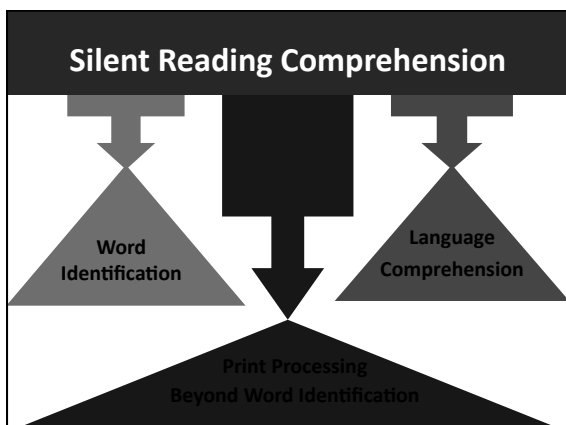 Silent Reading Comprehension
Word
Identification
Language
Comprehension
Print Processing
Beyond Word Identification